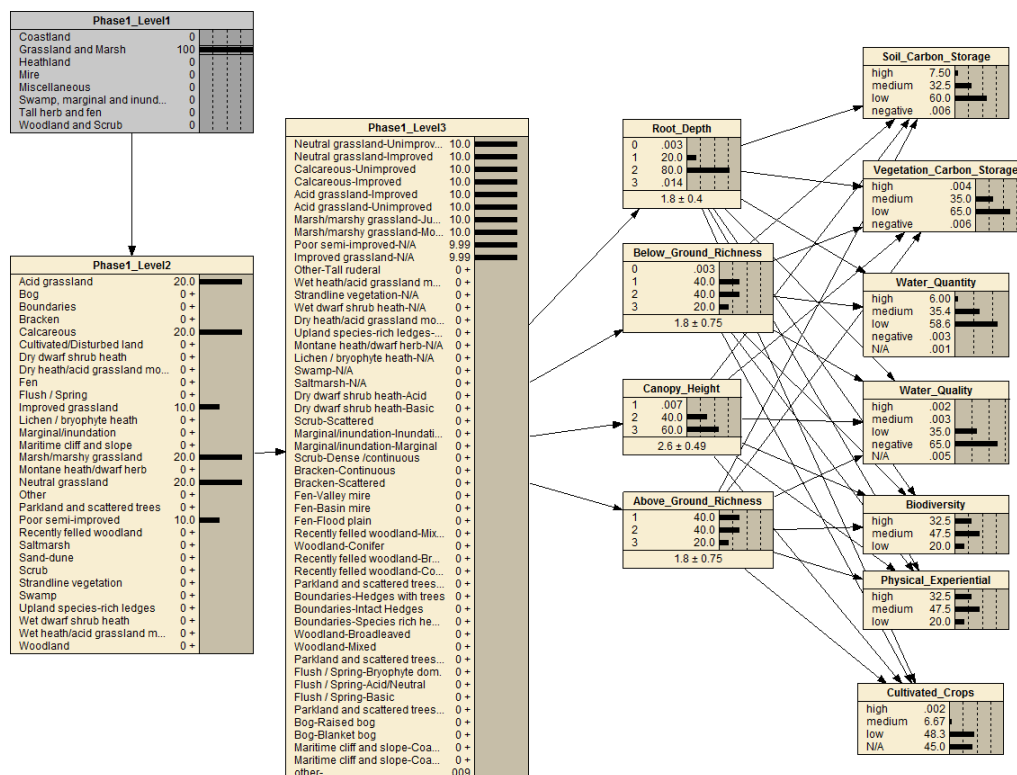 Phase1_Level1
Coastland 0
Grassland and Marsh 100
Heathland 0
Mire 0
Miscellaneous 0
Swamp, marginal and inund... 0
Tall herb and fen 0
Woodland and Scrub 0
Phase1_Level2
Acid grassland 20.0
Bog 0 +
Boundaries 0 +
Bracken 0 +
Calcareous 20.0
Cultivated/Disturbed land 0 +
Dry dwarf shrub heath 0 +
Dry heath/acid grassland mo... 0 +
Fen 0 +
Flush / Spring 0 +
Improved grassland 10.0
Lichen / bryophyte heath 0 +
Marginal/inundation 0 +
Maritime cliff and slope 0 +
Marsh/marshy grassland 20.0
Montane heath/dwarf herb 0 +
Neutral grassland 20.0
Other 0 +
Parkland and scattered trees 0 +
Poor semi-improved 10.0
Recently felled woodland 0 +
Saltmarsh 0 +
Sand-dune 0 +
Scrub 0 +
Strandline vegetation 0 +
Swamp 0 +
Upland species-rich ledges 0 +
Wet dwarf shrub heath 0 +
Wet heath/acid grassland m... 0 +
Woodland 0 +
Phase1_Level3
Neutral grassland-Unimprov... 10.0
Neutral grassland-Improved 10.0
Calcareous-Unimproved 10.0
Calcareous-Improved 10.0
Acid grassland-Improved 10.0
Acid grassland-Unimproved 10.0
Marsh/marshy grassland-Ju... 10.0
Marsh/marshy grassland-Mo... 10.0
Poor semi-improved-N/A 9.99
Improved grassland-N/A 9.99
Other-Tall ruderal 0 +
Wet heath/acid grassland m... 0 +
Strandline vegetation-N/A 0 +
Wet dwarf shrub heath-N/A 0 +
Dry heath/acid grassland mo... 0 +
Upland species-rich ledges-... 0 +
Montane heath/dwarf herb-N/A 0 +
Lichen / bryophyte heath-N/A 0 +
Swamp-N/A 0 +
Saltmarsh-N/A 0 +
Dry dwarf shrub heath-Acid 0 +
Dry dwarf shrub heath-Basic 0 +
Scrub-Scattered 0 +
Marginal/inundation-Inundati... 0 +
Marginal/inundation-Marginal 0 +
Scrub-Dense /continuous 0 +
Bracken-Continuous 0 +
Bracken-Scattered 0 +
Fen-Valley mire 0 +
Fen-Basin mire 0 +
Fen-Flood plain 0 +
Recently felled woodland-Mix... 0 +
Woodland-Conifer 0 +
Recently felled woodland-Br... 0 +
Recently felled woodland-Co... 0 +
Parkland and scattered trees... 0 +
Boundaries-Hedges with trees 0 +
Boundaries-Intact Hedges 0 +
Boundaries-Species rich he... 0 +
Woodland-Broadleaved 0 +
Woodland-Mixed 0 +
Parkland and scattered trees... 0 +
Flush / Spring-Bryophyte dom. 0 +
Flush / Spring-Acid/Neutral 0 +
Flush / Spring-Basic 0 +
Parkland and scattered trees... 0 +
Bog-Raised bog 0 +
Bog-Blanket bog 0 +
Maritime cliff and slope-Coa... 0 +
Maritime cliff and slope-Coa... 0 +
other- .009
Root_Depth
0 .003
1 20.0
2 80.0
3 .014
1.8 ± 0.4
Below_Ground_Richness
0 .003
1 40.0
2 40.0
3 20.0
1.8 ± 0.75
Canopy_Height
1 .007
2 40.0
3 60.0
2.6 ± 0.49
Above_Ground_Richness
1 40.0
2 40.0
3 20.0
1.8 ± 0.75
Soil_Carbon_Storage
high 7.50
medium 32.5
low 60.0
negative .006
Vegetation_Carbon_Storage
high .004
medium 35.0
low 65.0
negative .006
Water_Quantity
high 6.00
medium 35.4
low 58.6
negative .003
N/A .001
Water_Quality
high .002
medium .003
low 35.0
negative 65.0
N/A .005
Biodiversity
high 32.5
medium 47.5
low 20.0
Physical_Experiential
high 32.5
medium 47.5
low 20.0
Cultivated_Crops
high .002
medium 6.67
low 48.3
N/A 45.0